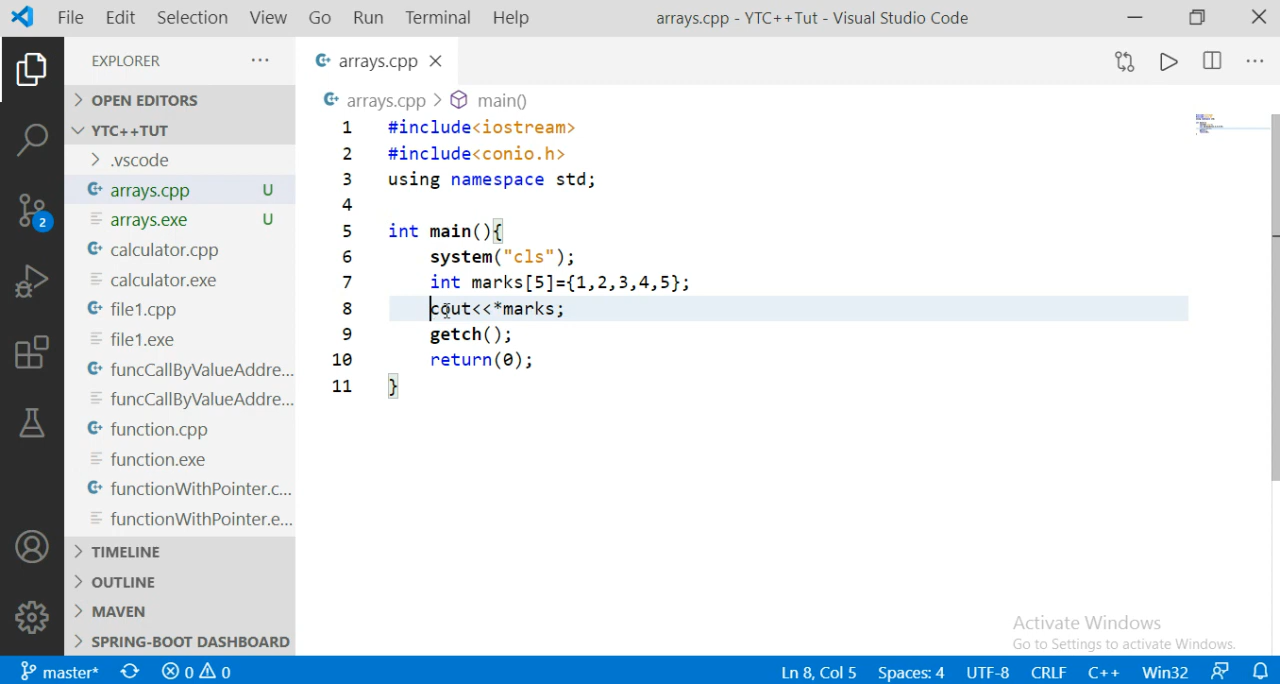 File Edit Selection View Go Run Terminal Help arrays.cpp - YTC++Tut - Visual Studio Code
EXPLORER ...
OPEN EDITORS
YTC++TUT
.vscode
arrays.cpp U
arrays.exe U
calculator.cpp
calculator.exe
file1.cpp
file1.exe
funcCallByValueAddre...
funcCallByValueAddre...
function.cpp
function.exe
functionWithPointer.c...
functionWithPointer.e...
TIMELINE
OUTLINE
MAVEN
SPRING-BOOT DASHBOARD
2
arrays.cpp
arrays.cpp > main()
1 #include<iostream>
2 #include<conio.h>
3 using namespace std;
4
5 int main(){
6 system("cls");
7 int marks[5]={1,2,3,4,5};
8 cout<<*marks;
9 getch();
10 return(0);
11 }
Activate Windows
Go to Settings to activate Windows.
master* 0 0 Ln 8, Col 5 Spaces: 4 UTF-8 CRLF C++ Win32